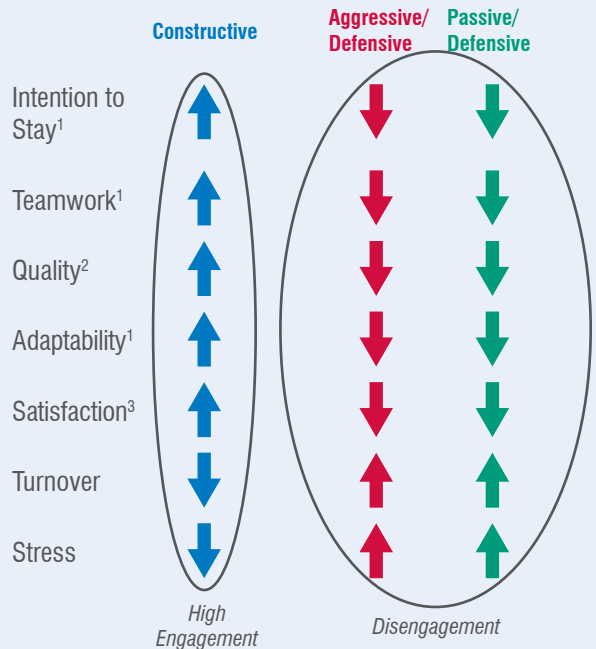 Constructive
Aggressive/
Defensive
Passive/
Defensive
Intention to
Stay¹
Teamwork¹
Quality²
Adaptability¹
Satisfaction³
Turnover
Stress
High
Engagement
Disengagement